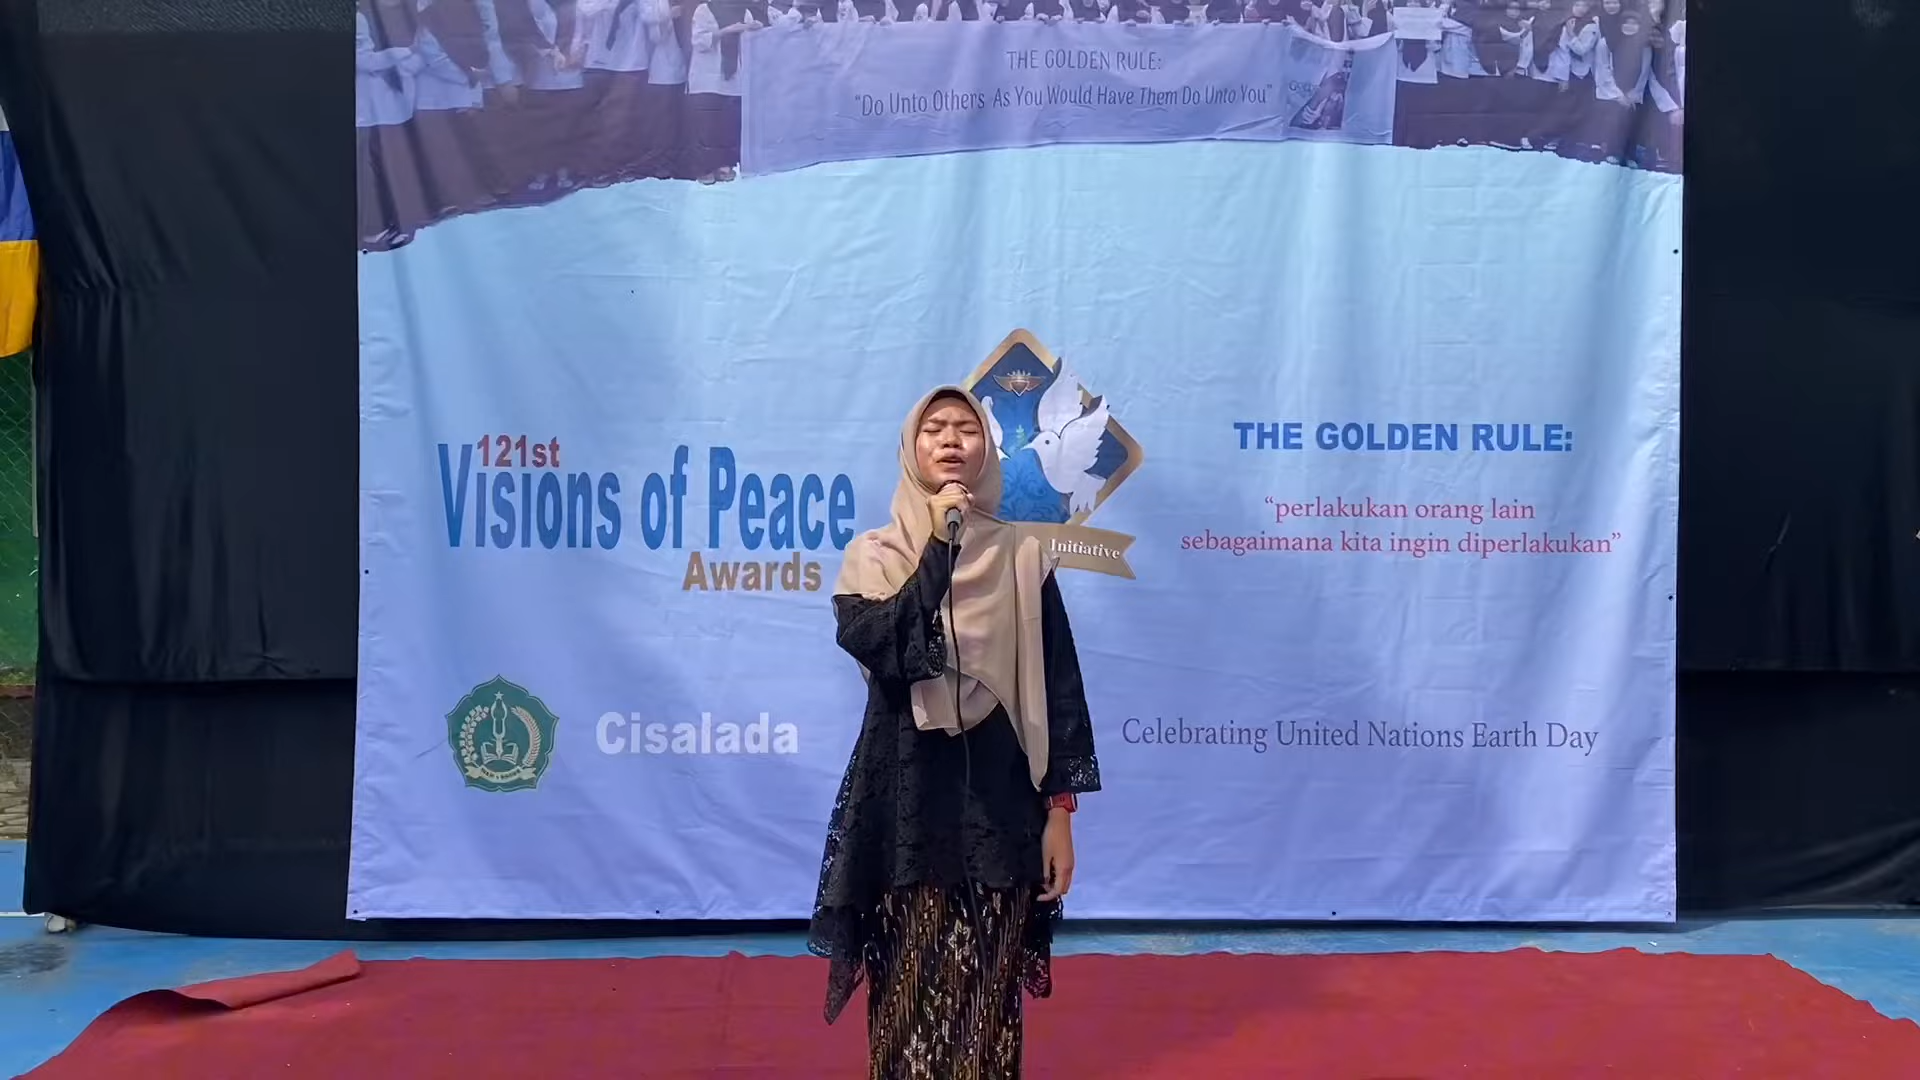 THE GOLDEN RULE:
“Do Unto Others As You Would Have Them Do Unto You”
121st
Visions of Peace
Awards
Initiative
THE GOLDEN RULE:
“perlakukan orang lain
sebagaimana kita ingin diperlakukan”
Cisalada
Celebrating United Nations Earth Day